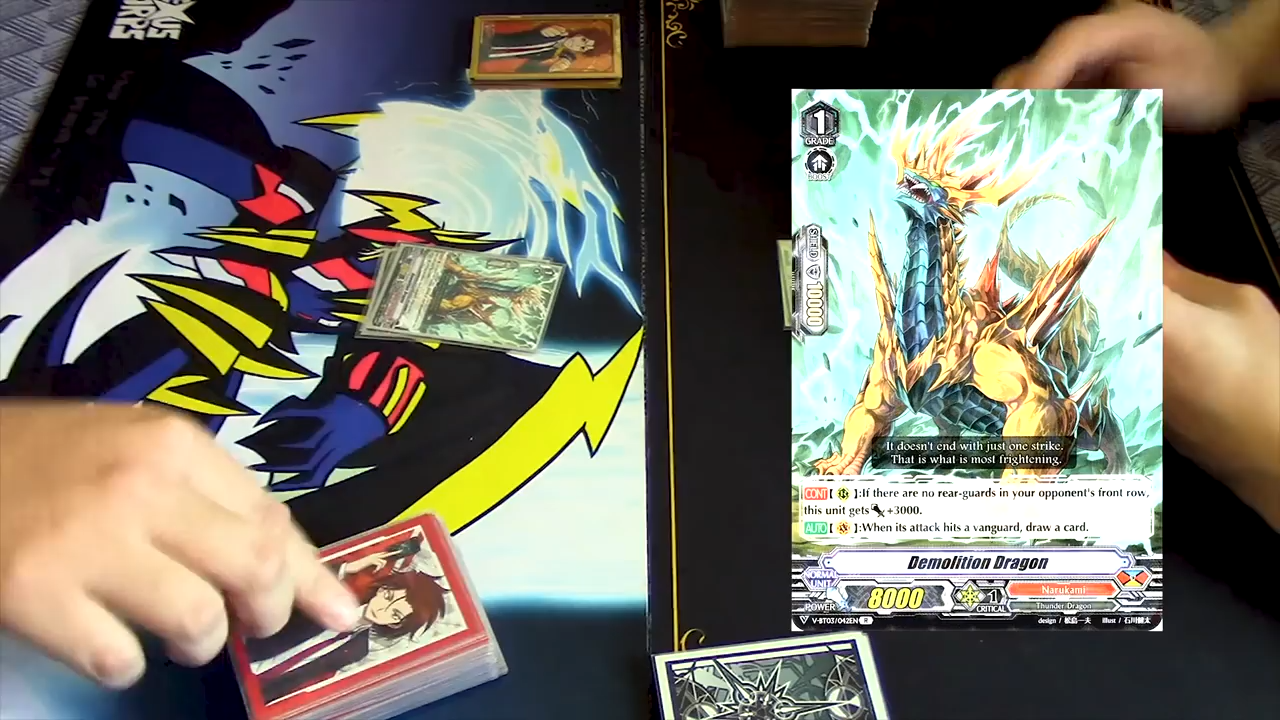 1
GRADE
BOOST
SHIELD 10000
It doesn't end with just one strike.
That is what is most frightening.
CONT【 】:If there are no rear-guards in your opponent's front row,
this unit gets +3000.
AUTO【 】:When its attack hits a vanguard, draw a card.
Demolition Dragon
NORMAL
UNIT
POWER
8000
1
CRITICAL
Narukami
Thunder Dragon
V-BT03/042EN R
design / 松島一夫 illust / 石川健太